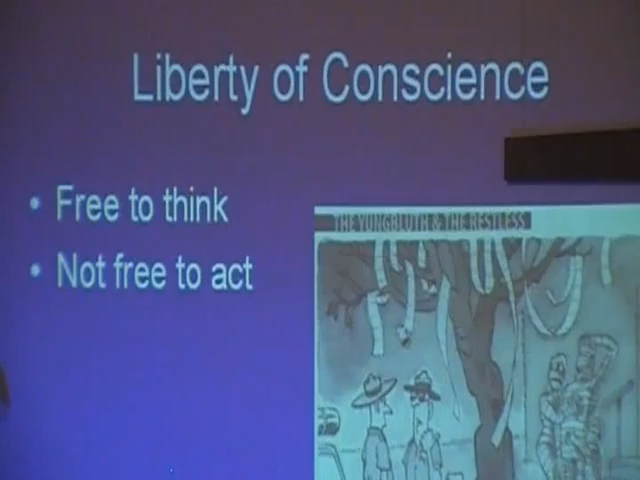 Liberty of Conscience
• Free to think
• Not free to act
THE YUNGBLUTH & THE RESTLESS